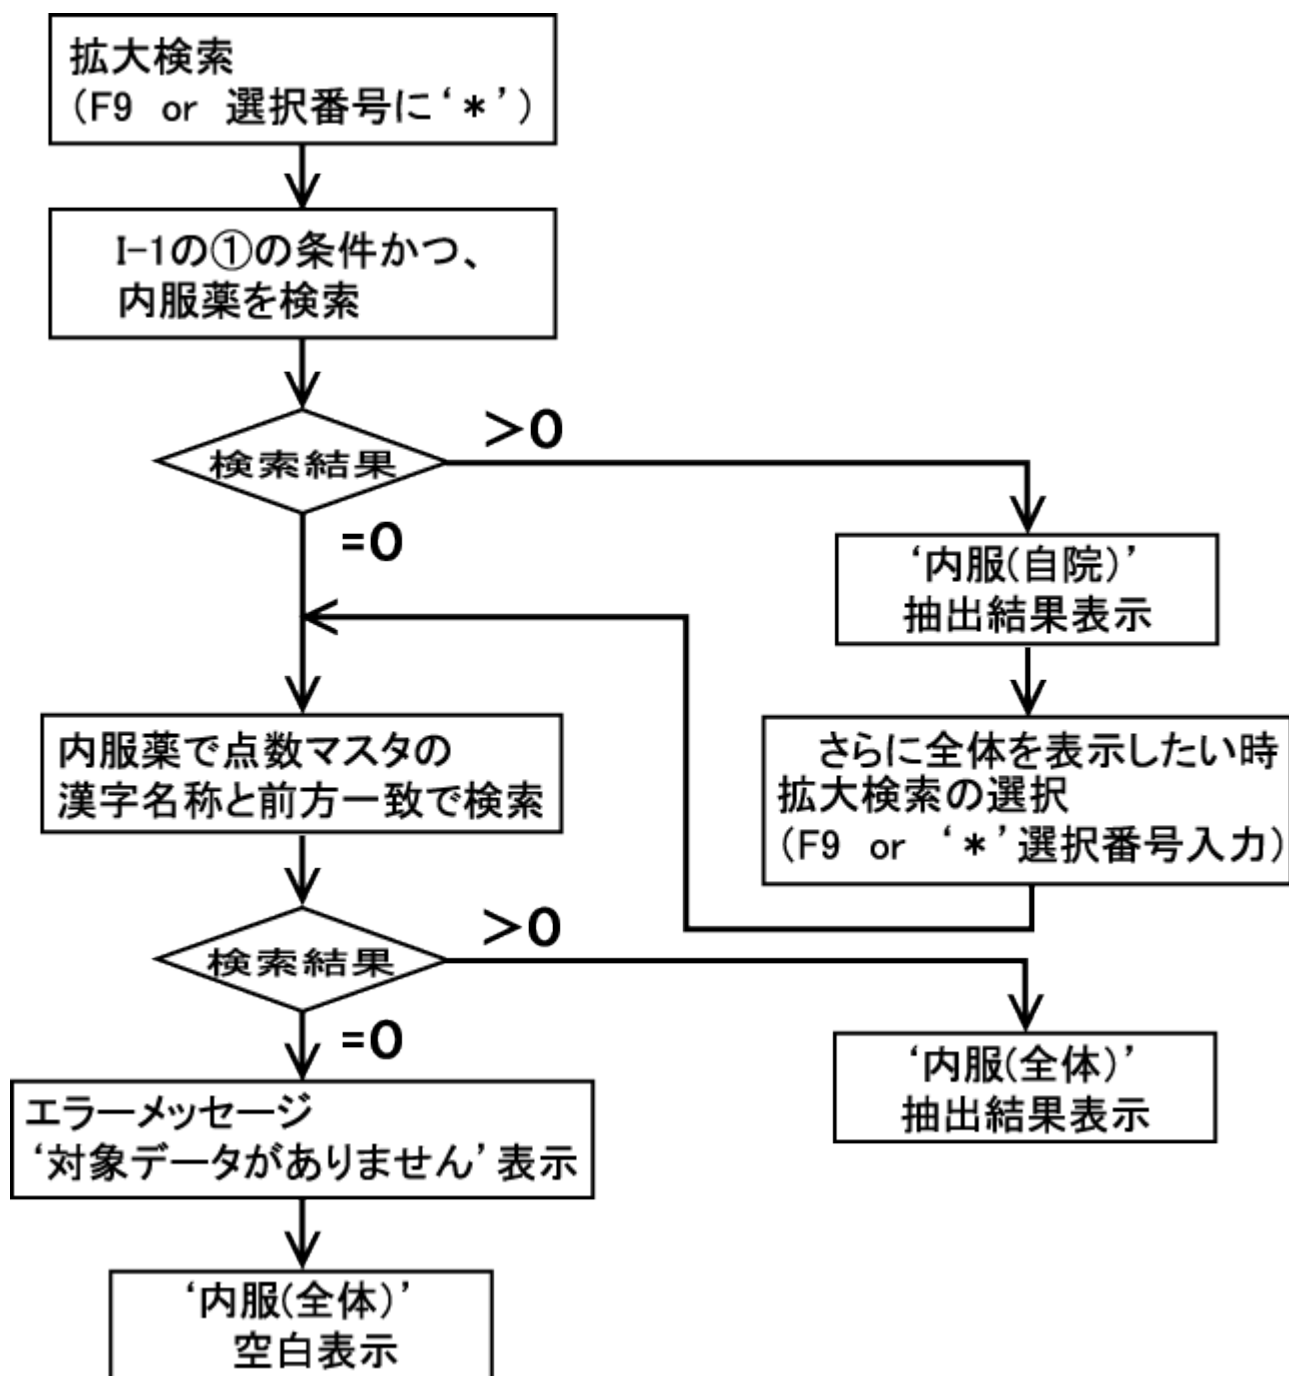 拡大検索
(F9 or 選択番号に‘*’)
I-1の①の条件かつ、
内服薬を検索
検索結果
>0
=0
‘内服(自院)’
抽出結果表示
さらに全体を表示したい時
拡大検索の選択
(F9 or ‘*’選択番号入力)
内服薬で点数マスタの
漢字名称と前方一致で検索
検索結果
>0
=0
‘内服(全体)’
抽出結果表示
エラーメッセージ
‘対象データがありません’表示
‘内服(全体)’
空白表示